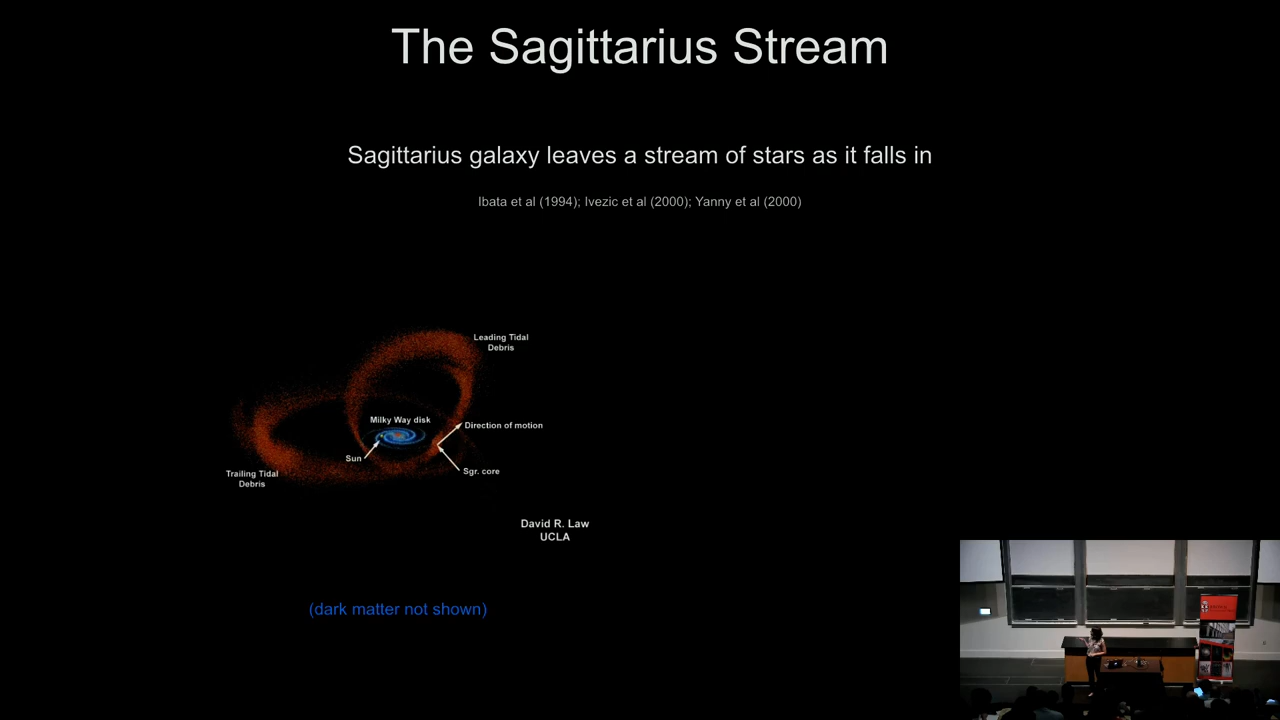 The Sagittarius Stream
Sagittarius galaxy leaves a stream of stars as it falls in
Ibata et al (1994); Ivezic et al (2000); Yanny et al (2000)
Leading Tidal
Debris
Milky Way disk
Direction of motion
Sun
Sgr. core
Trailing Tidal
Debris
David R. Law
UCLA
(dark matter not shown)